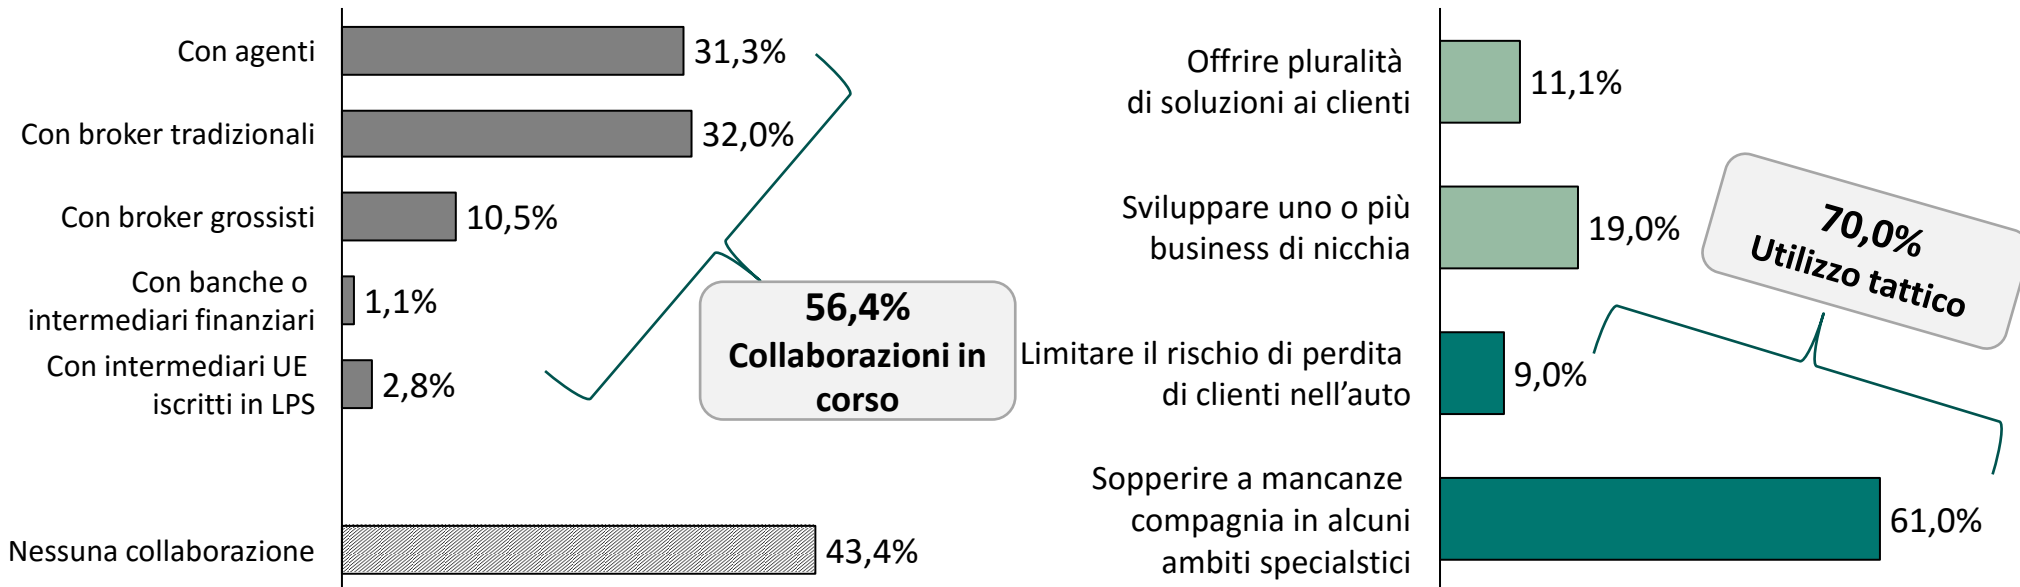 Con agenti
31,3%
Con broker tradizionali
32,0%
Con broker grossisti
10,5%
Con banche o
intermediari finanziari
1,1%
Con intermediari UE
iscritti in LPS
2,8%
Nessuna collaborazione
43,4%
56,4%
Collaborazioni in
corso
Offrire pluralità
di soluzioni ai clienti
11,1%
Sviluppare uno o più
business di nicchia
19,0%
Limitare il rischio di perdita
di clienti nell’auto
9,0%
Sopperire a mancanze
compagnia in alcuni
ambiti specialstici
61,0%
70,0%
Utilizzo tattico